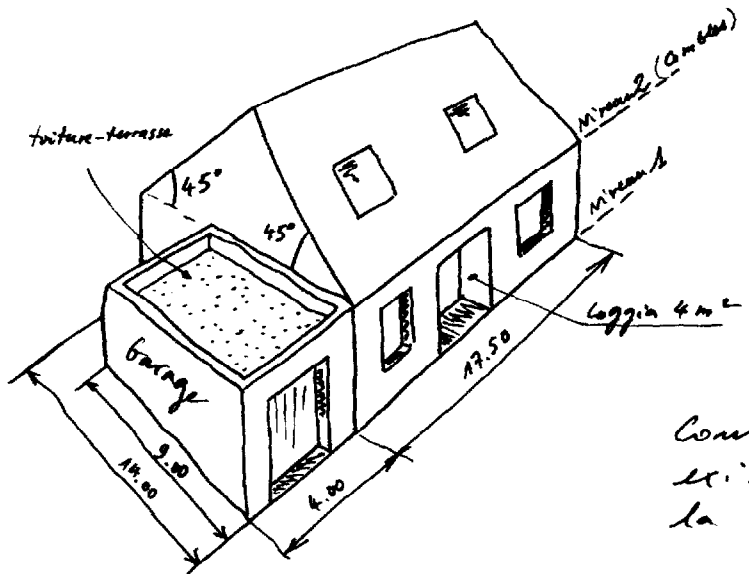 Niveau 2 (Combles)
toiture-terrasse
Niveau 1
45°
45°
Loggia 4 m²
17.50
Garage
9.00
14.00
4.00
la